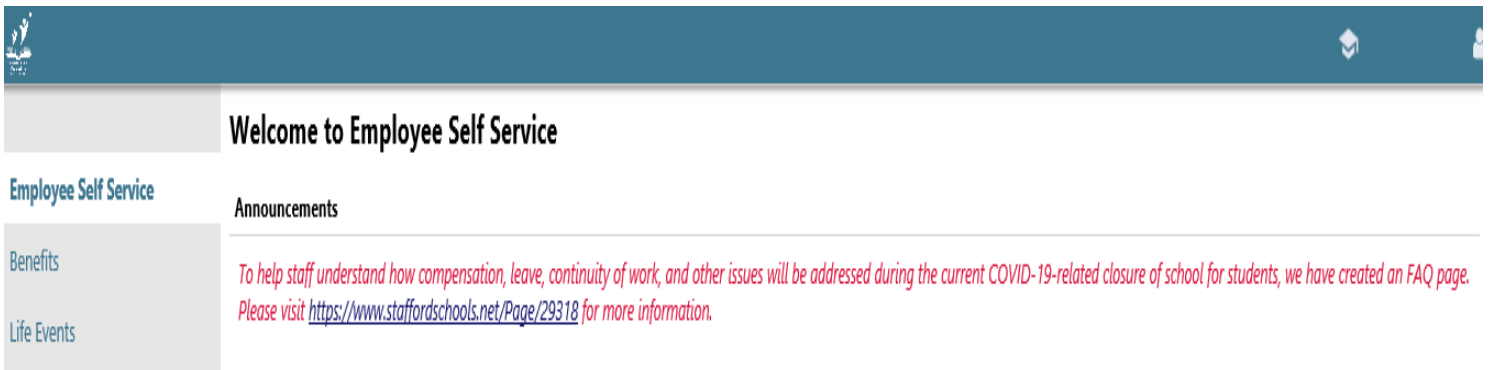 Welcome to Employee Self Service
Employee Self Service
Announcements
Benefits
To help staff understand how compensation, leave, continuity of work, and other issues will be addressed during the current COVID-19-related closure of school for students, we have created an FAQ page.
Please visit https://www.staffordschools.net/Page/29318 for more information.
Life Events